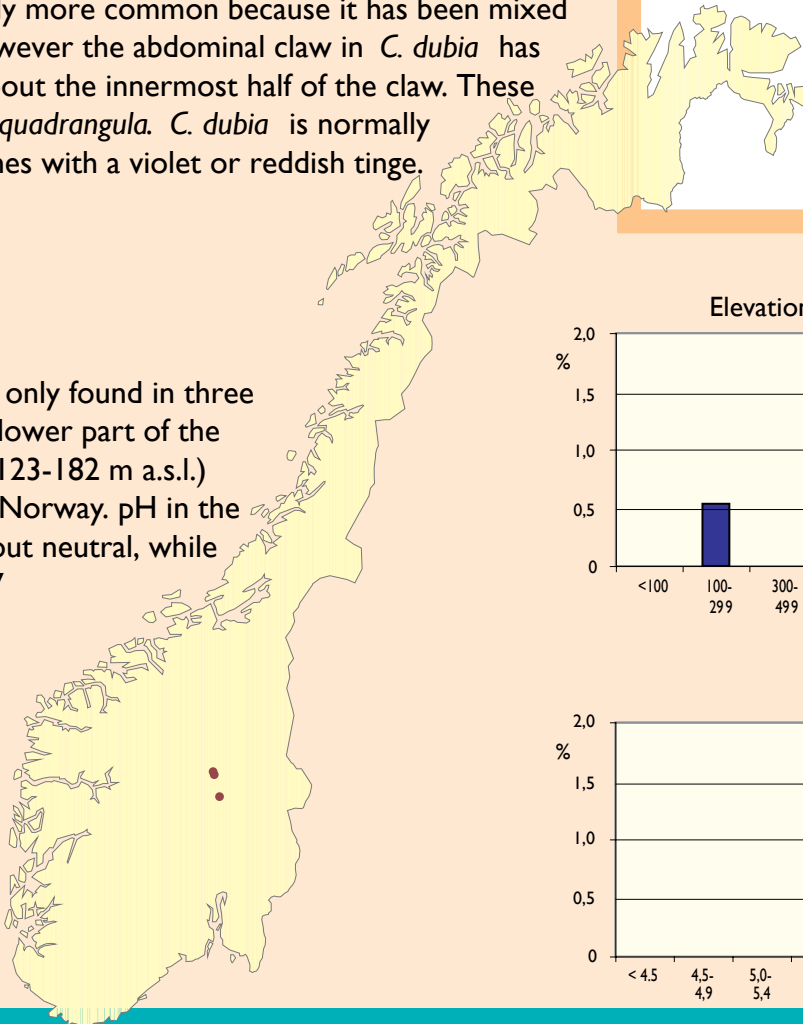 ly more common because it has been mixed
wever the abdominal claw in C. dubia has
out the innermost half of the claw. These
quadrangula. C. dubia is normally
nes with a violet or reddish tinge.
only found in three
lower part of the
123-182 m a.s.l.)
Norway. pH in the
out neutral, while
Elevation
2,0
%
1,5
1,0
0,5
0
<100 100-299 300-499
2,0
%
1,5
1,0
0,5
0
< 4.5 4,5-4,9 5,0-5,4